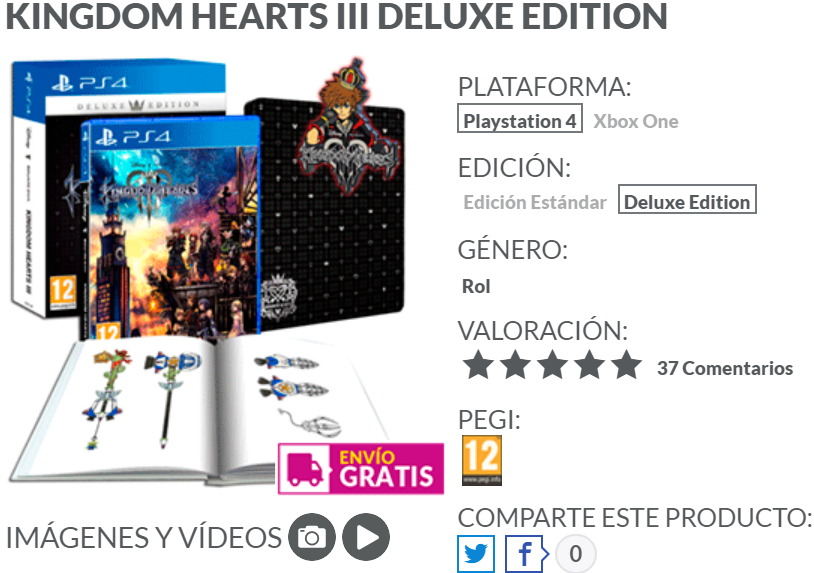 KINGDOM HEARTS III DELUXE EDITION
PS4
DELUXE EDITION
PS4
KINGDOM HEARTS
III
KINGDOM HEARTS III
12
12
ENVÍO
GRATIS
IMÁGENES Y VÍDEOS
PLATAFORMA:
Playstation 4 Xbox One
EDICIÓN:
Edición Estándar Deluxe Edition
GÉNERO:
Rol
VALORACIÓN:
37 Comentarios
PEGI:
12
www.pegi.info
COMPARTE ESTE PRODUCTO:
0